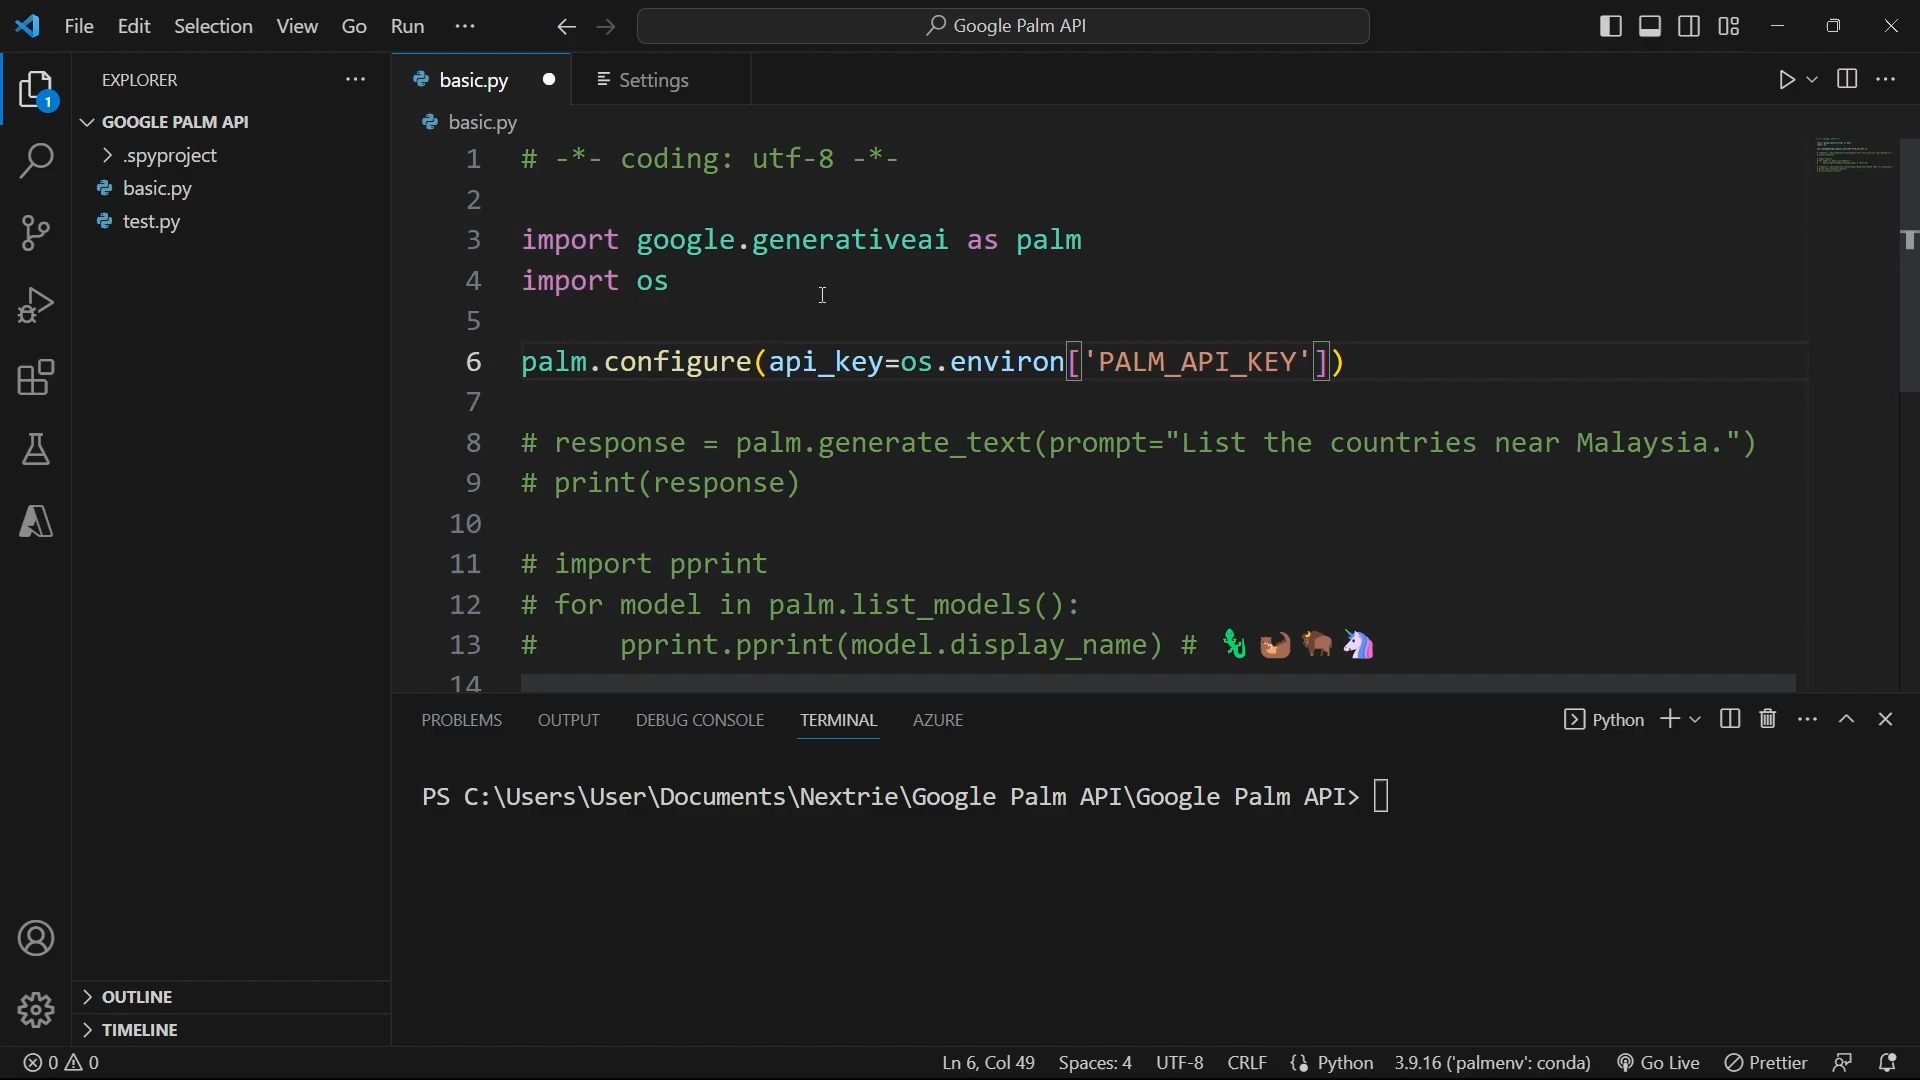 File Edit Selection View Go Run ··· Google Palm API
EXPLORER ···
1
GOOGLE PALM API
.spyproject
basic.py
test.py
OUTLINE
TIMELINE
basic.py Settings
basic.py
1 # -*- coding: utf-8 -*-
2
3 import google.generativeai as palm
4 import os
5
6 palm.configure(api_key=os.environ['PALM_API_KEY'])
7
8 # response = palm.generate_text(prompt="List the countries near Malaysia.")
9 # print(response)
10
11 # import pprint
12 # for model in palm.list_models():
13 #     pprint.pprint(model.display_name) # 🦎🦦🦬🦄
14
PROBLEMS OUTPUT DEBUG CONSOLE TERMINAL AZURE Python
PS C:\Users\User\Documents\Nextrie\Google Palm API\Google Palm API>
0 0 Ln 6, Col 49 Spaces: 4 UTF-8 CRLF Python 3.9.16 ('palmenv': conda) Go Live Prettier